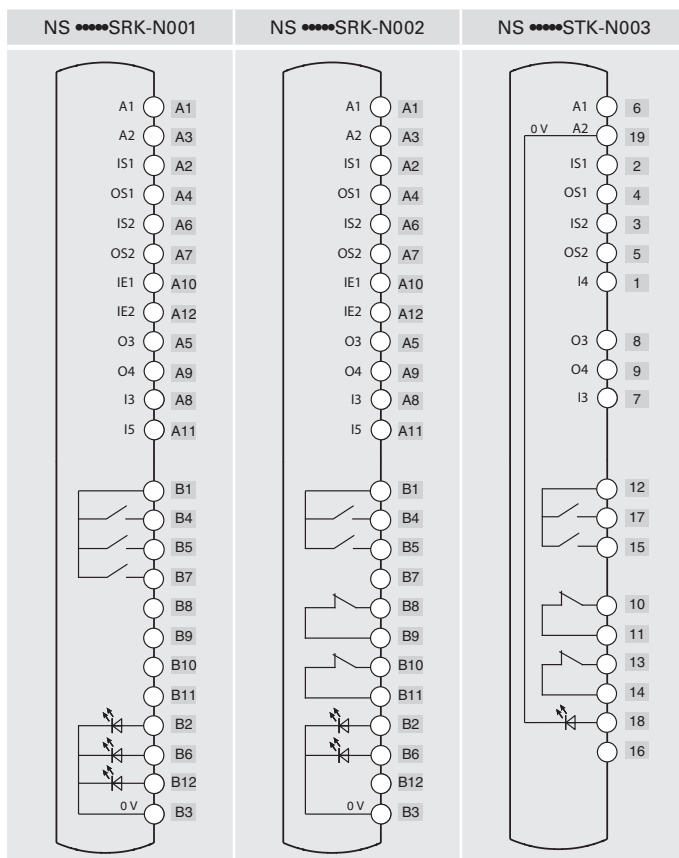 NS •••••SRK-N001
A1 A1
A2 A3
IS1 A2
OS1 A4
IS2 A6
OS2 A7
IE1 A10
IE2 A12
O3 A5
O4 A9
I3 A8
I5 A11
B1
B4
B5
B7
B8
B9
B10
B11
B2
B6
B12
0 V B3
NS •••••SRK-N002
A1 A1
A2 A3
IS1 A2
OS1 A4
IS2 A6
OS2 A7
IE1 A10
IE2 A12
O3 A5
O4 A9
I3 A8
I5 A11
B1
B4
B5
B7
B8
B9
B10
B11
B2
B6
B12
0 V B3
NS •••••STK-N003
A1 6
0 V A2 19
IS1 2
OS1 4
IS2 3
OS2 5
I4 1
O3 8
O4 9
I3 7
12
17
15
10
11
13
14
18
16